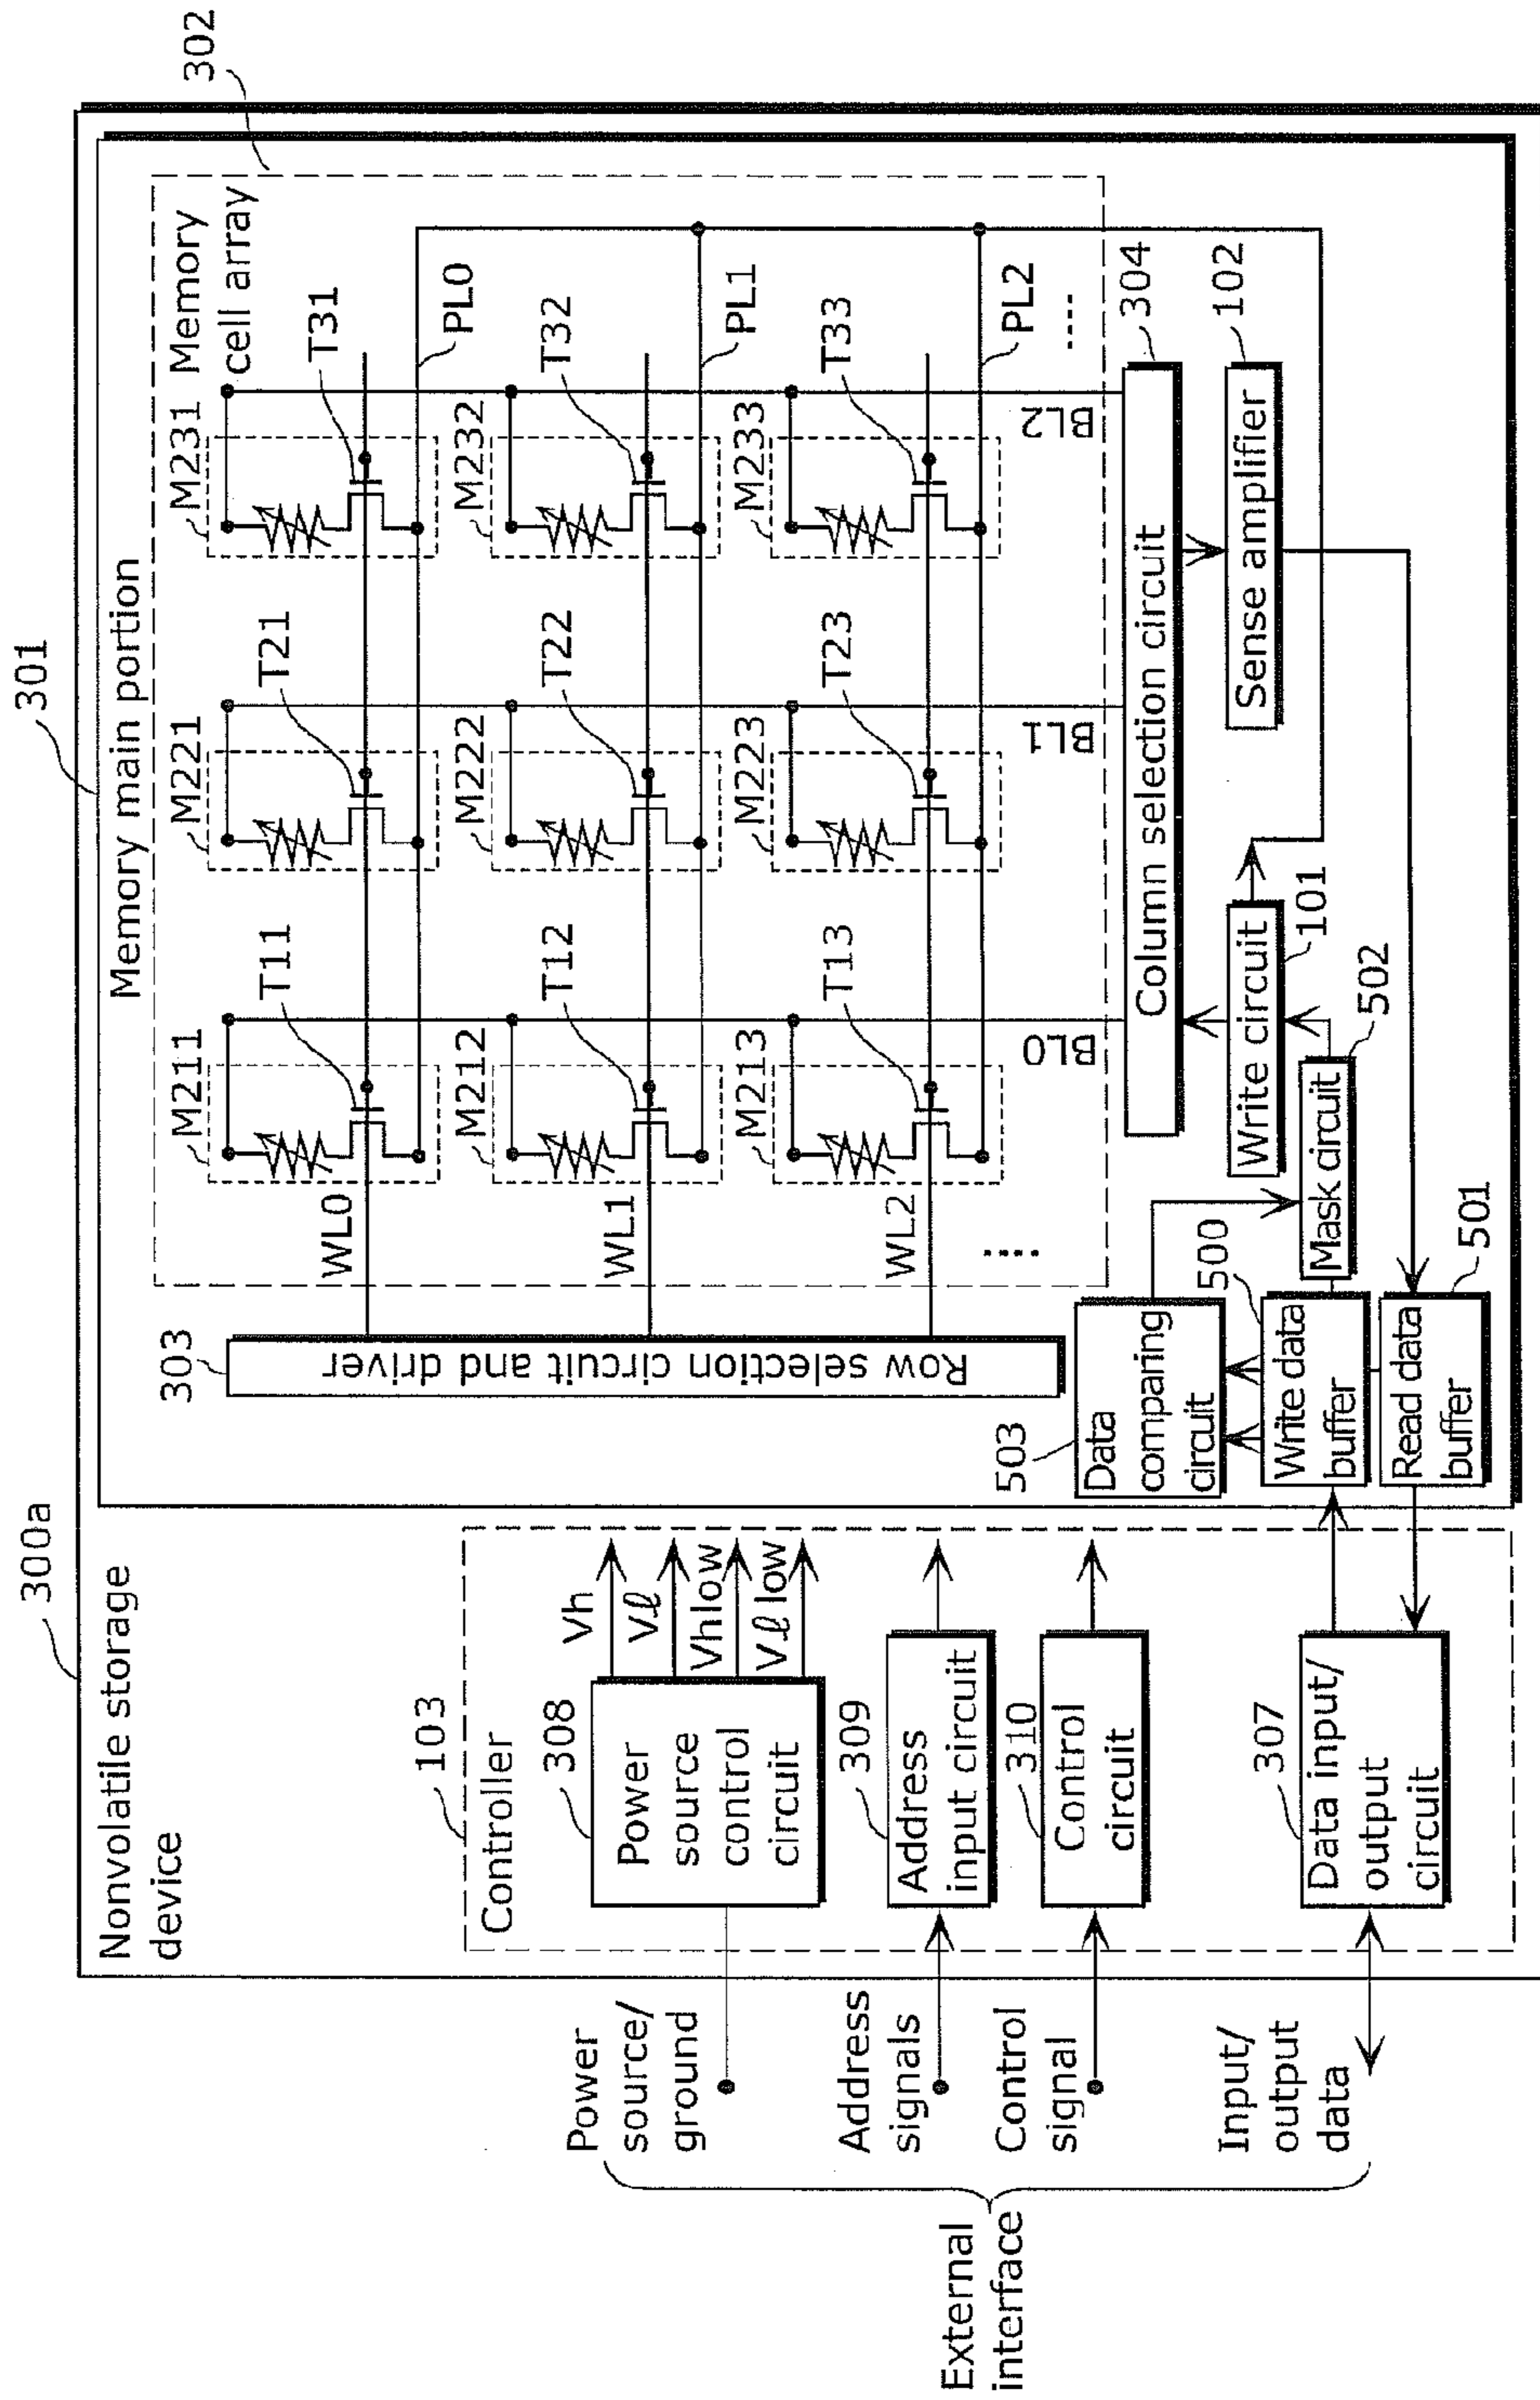 300a
301
302
Nonvolatile storage
device
Memory main portion
Memory
cell array
103
Controller
308
Power
source
control
circuit
Vh
Vℓ
Vhlow
Vℓ low
309
Address
input circuit
310
Control
circuit
307
Data input/
output
circuit
Power
source/
ground
Address
signals
Control
signal
Input/
output
data
External
interface
303
Row selection circuit and driver
M211
T11
M221
T21
M231
T31
WL0
PL0
M212
T12
M222
T22
M232
T32
WL1
PL1
M213
T13
M223
T23
M233
T33
WL2
PL2
....
....
BL0
BL1
BL2
304
Column selection circuit
503
Data
comparing
circuit
500
Write data
buffer
501
Read data
buffer
Mask circuit
502
Write circuit
101
Sense amplifier
102